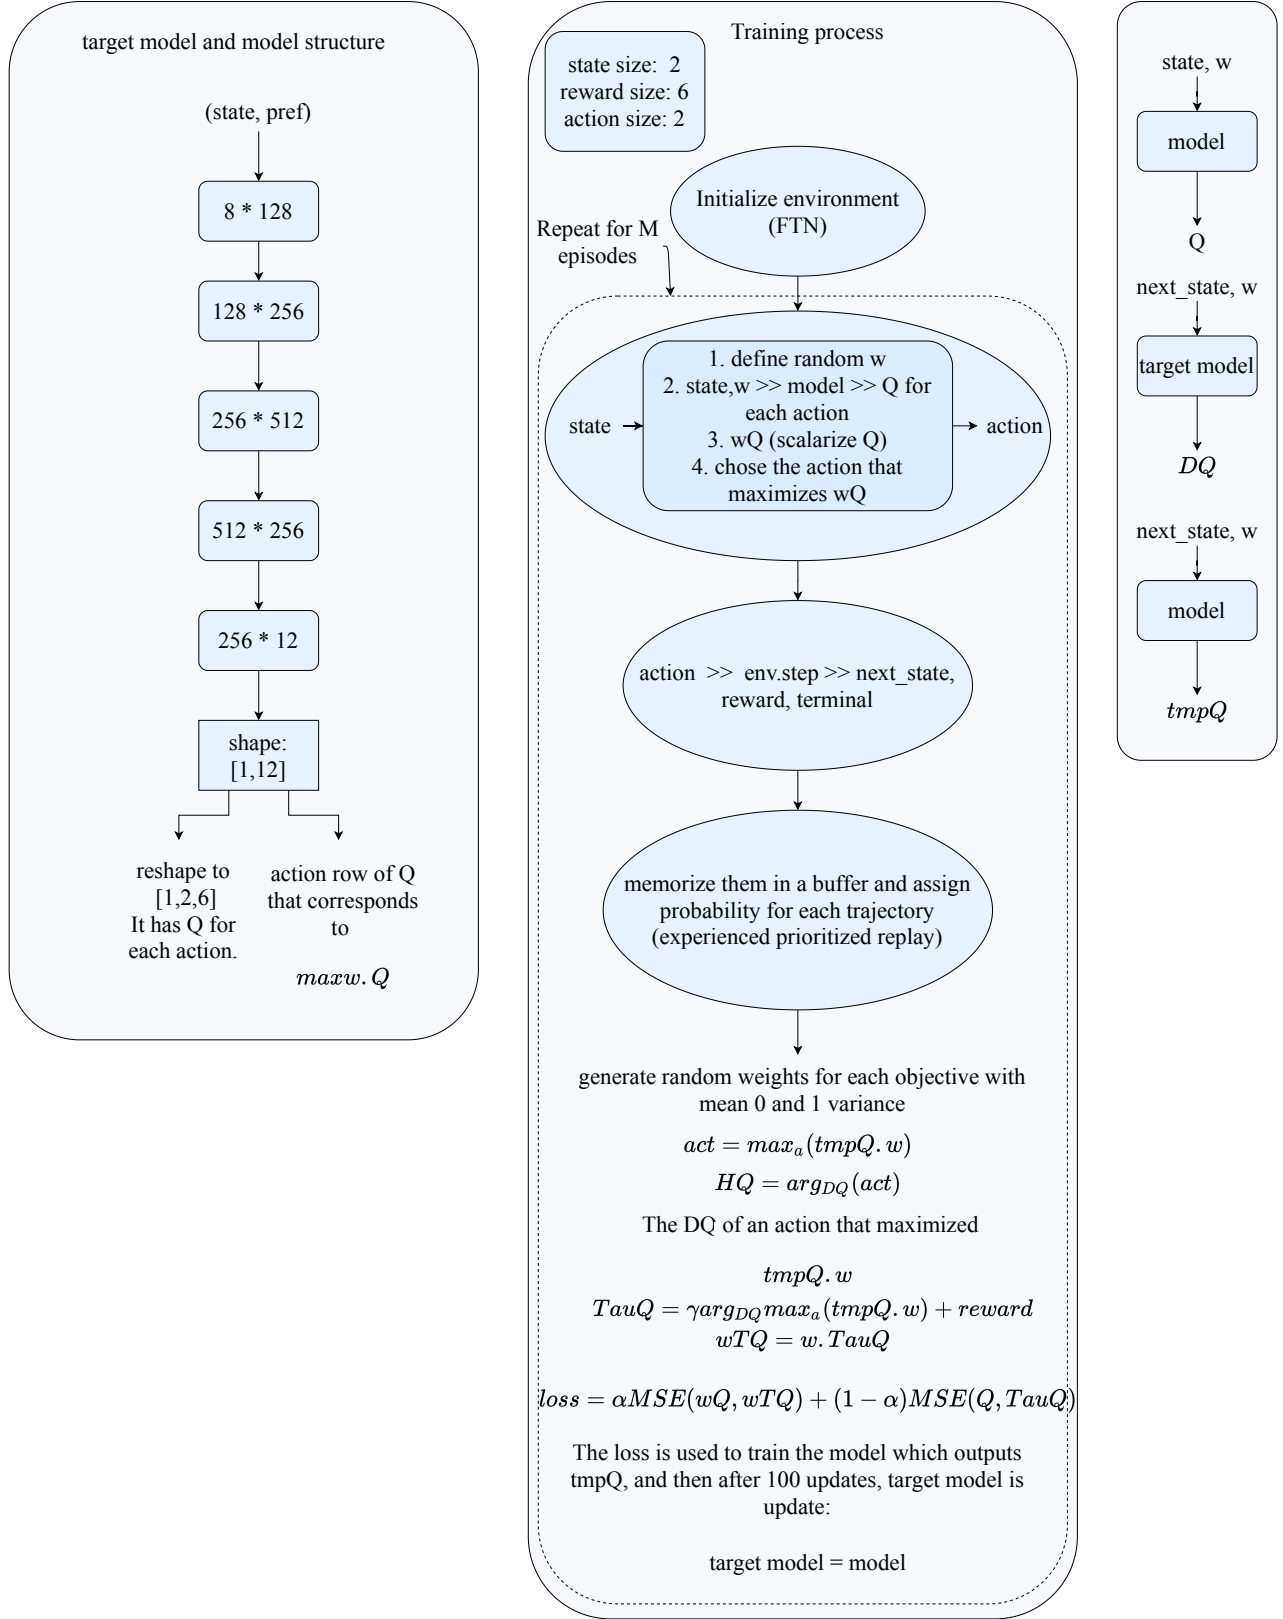 target model and model structure
(state, pref)
8 * 128
128 * 256
256 * 512
512 * 256
256 * 12
shape:
[1,12]
reshape to
[1,2,6]
It has Q for
each action.
action row of Q
that corresponds
to
maxw.Q
Training process
state size:  2
reward size: 6
action size: 2
Initialize environment
(FTN)
Repeat for M
episodes
state
1. define random w
2. state,w >> model >> Q for
each action
3. wQ (scalarize Q)
4. chose the action that
maximizes wQ
action
action  >>  env.step >> next_state,
reward, terminal
memorize them in a buffer and assign
probability for each trajectory
(experienced prioritized replay)
generate random weights for each objective with
mean 0 and 1 variance
act = max_a(tmpQ.w)
HQ = arg_{DQ}(act)
The DQ of an action that maximized
tmpQ.w
TauQ = γarg_{DQ}max_a(tmpQ.w) + reward
wTQ = w.TauQ
loss = αMSE(wQ, wTQ) + (1 − α)MSE(Q, TauQ)
The loss is used to train the model which outputs
tmpQ, and then after 100 updates, target model is
update:
target model = model
state, w
model
Q
next_state, w
target model
DQ
next_state, w
model
tmpQ